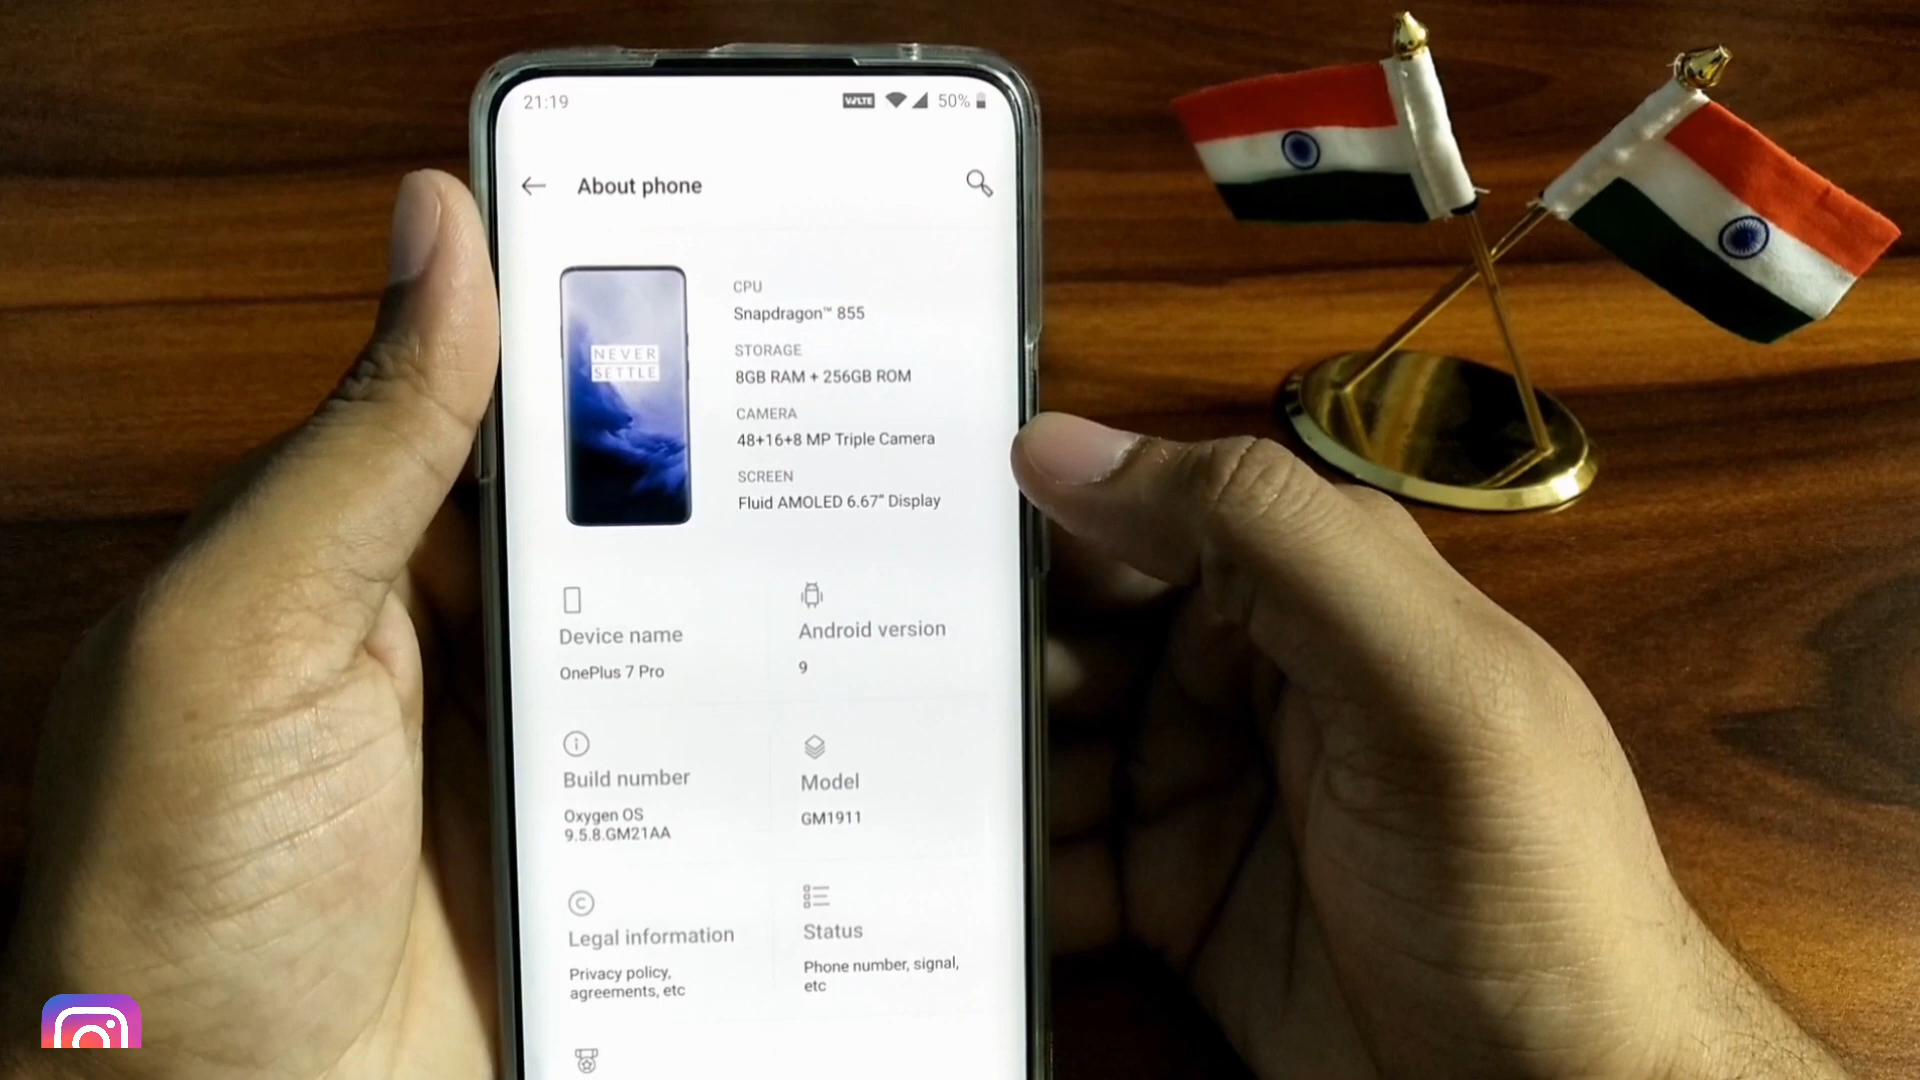 21:19
VoLTE 50%
About phone
NEVER
SETTLE
CPU
Snapdragon™ 855
STORAGE
8GB RAM + 256GB ROM
CAMERA
48+16+8 MP Triple Camera
SCREEN
Fluid AMOLED 6.67" Display
Device name
OnePlus 7 Pro
Android version
9
Build number
Oxygen OS
9.5.8.GM21AA
Model
GM1911
Legal information
Privacy policy,
agreements, etc
Status
Phone number, signal,
etc